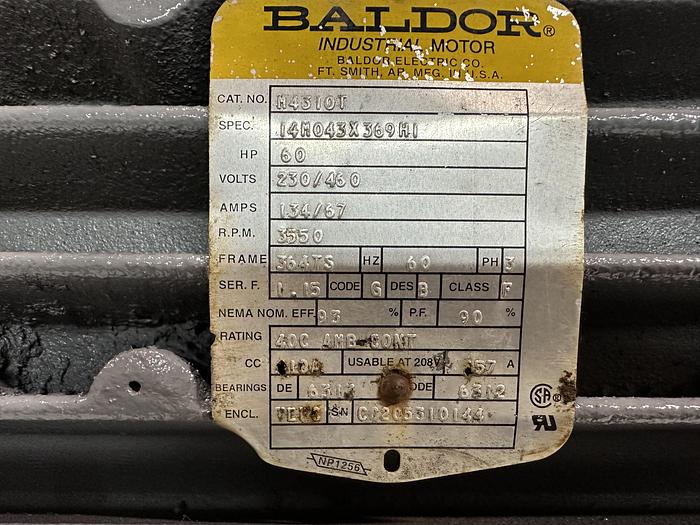 BALDOR®
INDUSTRIAL MOTOR
BALDOR ELECTRIC CO.
FT. SMITH, AR. MFG. IN U.S.A.
CAT. NO. M4310T
SPEC. 14M043X369H1
HP 60
VOLTS 230/460
AMPS 134/67
R.P.M. 3550
FRAME 364TS HZ 60 PH 3
SER. F. 1.15 CODE G DES B CLASS F
NEMA NOM. EFF. 93 % P.F. 90 %
RATING 40C AMB-CONT
CC USABLE AT 208V 157 A
BEARINGS DE 6313 ODE 6312
ENCL. SN
NP1256